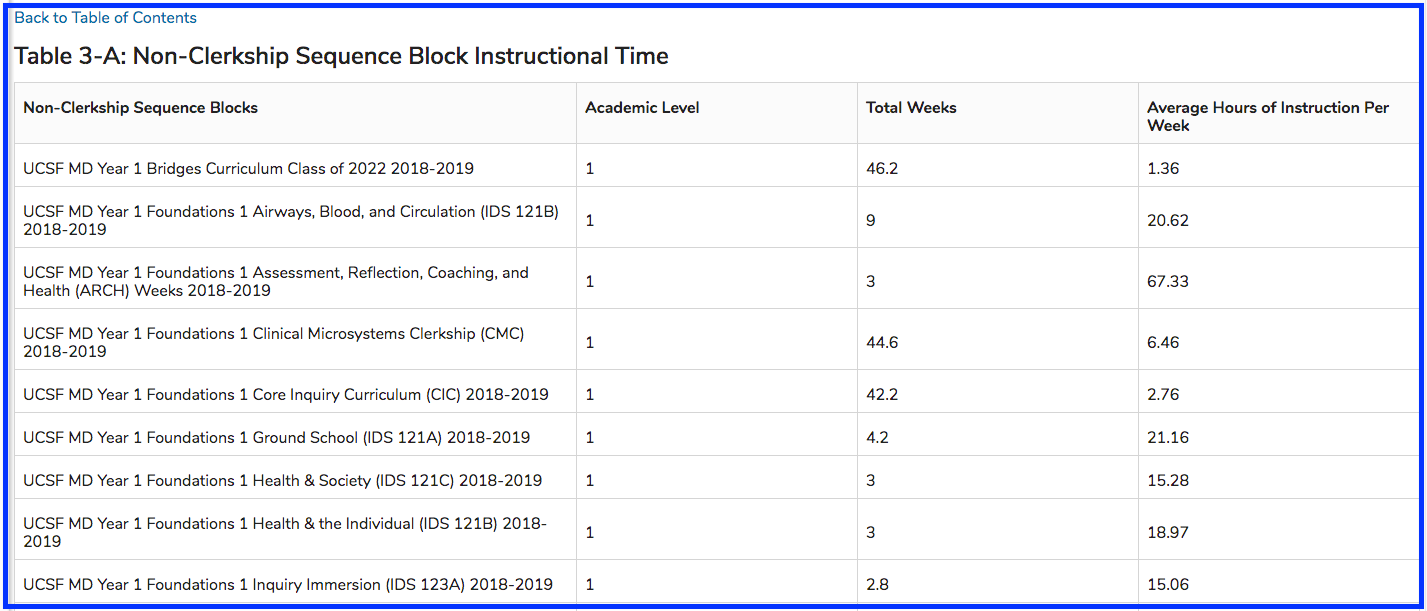 Back to Table of Contents
Table 3-A: Non-Clerkship Sequence Block Instructional Time
Non-Clerkship Sequence Blocks Academic Level Total Weeks Average Hours of Instruction Per
Week
UCSF MD Year 1 Bridges Curriculum Class of 2022 2018-2019 1 46.2 1.36
UCSF MD Year 1 Foundations 1 Airways, Blood, and Circulation (IDS 121B)
2018-2019 1 9 20.62
UCSF MD Year 1 Foundations 1 Assessment, Reflection, Coaching, and
Health (ARCH) Weeks 2018-2019 1 3 67.33
UCSF MD Year 1 Foundations 1 Clinical Microsystems Clerkship (CMC)
2018-2019 1 44.6 6.46
UCSF MD Year 1 Foundations 1 Core Inquiry Curriculum (CIC) 2018-2019 1 42.2 2.76
UCSF MD Year 1 Foundations 1 Ground School (IDS 121A) 2018-2019 1 4.2 21.16
UCSF MD Year 1 Foundations 1 Health & Society (IDS 121C) 2018-2019 1 3 15.28
UCSF MD Year 1 Foundations 1 Health & the Individual (IDS 121B) 2018-
2019 1 3 18.97
UCSF MD Year 1 Foundations 1 Inquiry Immersion (IDS 123A) 2018-2019 1 2.8 15.06